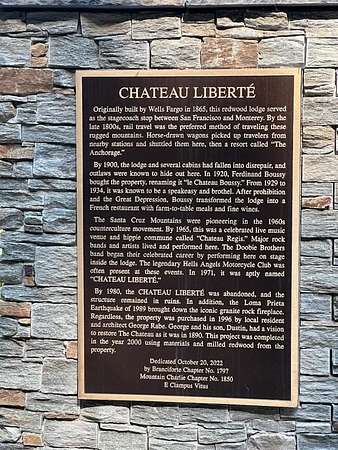 CHATEAU LIBERTÉ
Originally built by Wells Fargo in 1865, this redwood lodge served
as the stagecoach stop between San Francisco and Monterey. By the
late 1800s, rail travel was the preferred method of traveling these
rugged mountains. Horse-drawn wagons picked up travelers from
nearby stations and shuttled them here, then a resort called "The
Anchorage."
By 1900, the lodge and several cabins had fallen into disrepair, and
outlaws were known to hide out here. In 1920, Ferdinand Boussy
bought the property, renaming it "le Chateau Boussy." From 1929 to
1934, it was known to be a speakeasy and brothel. After prohibition
and the Great Depression, Boussy transformed the lodge into a
French restaurant with farm-to-table meals and fine wines.
The Santa Cruz Mountains were pioneering in the 1960s
counterculture movement. By 1965, this was a celebrated live music
venue and hippie commune called "Chateau Regis." Major rock
bands and artists lived and performed here. The Doobie Brothers
band began their celebrated career by performing here on stage
inside the lodge. The legendary Hells Angels Motorcycle Club was
often present at these events. In 1971, it was aptly named
"CHATEAU LIBERTÉ."
By 1980, the CHATEAU LIBERTÉ was abandoned, and the
structure remained in ruins. In addition, the Loma Prieta
Earthquake of 1989 brought down the iconic granite rock fireplace.
Regardless, the property was purchased in 1996 by local resident
and architect George Rabe. George and his son, Dustin, had a vision
to restore The Chateau as it was in 1890. This project was completed
in the year 2000 using materials and milled redwood from the
property.
Dedicated October 20, 2022
by Branciforte Chapter No. 1797
Mountain Charlie Chapter No. 1850
E Clampus Vitus